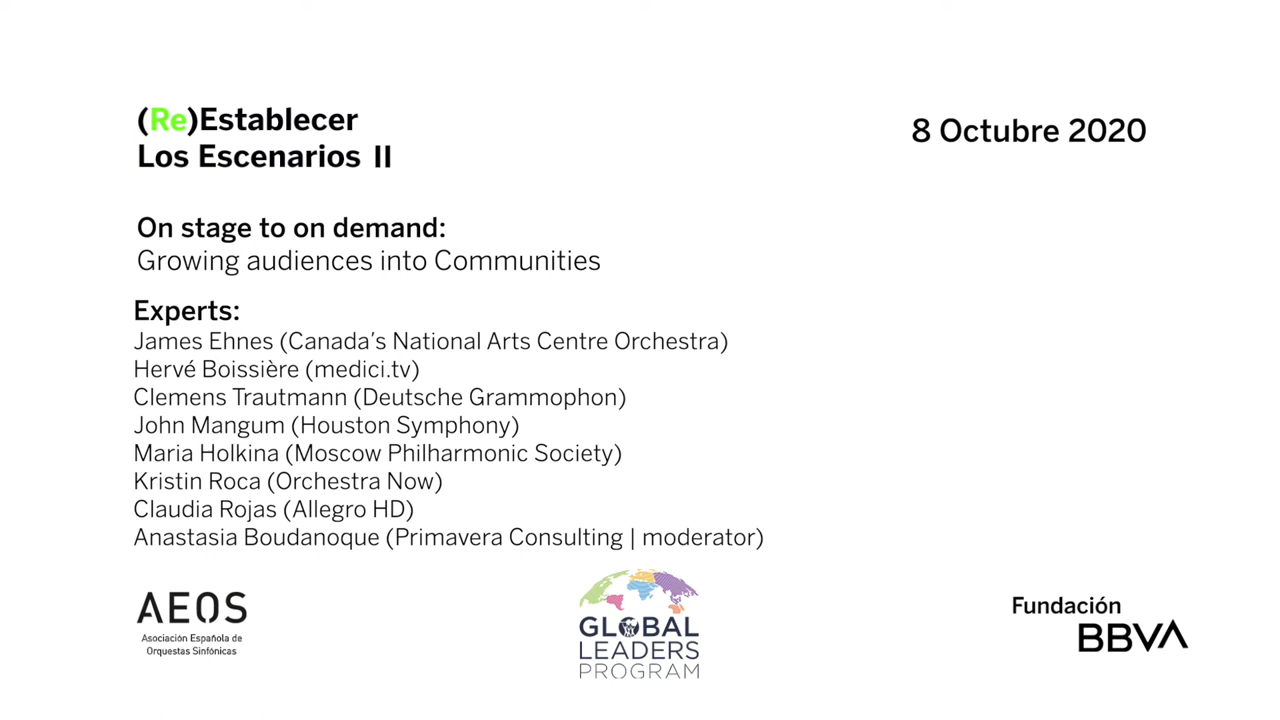 (Re)Establecer
Los Escenarios II
8 Octubre 2020
On stage to on demand:
Growing audiences into Communities
Experts:
James Ehnes (Canada’s National Arts Centre Orchestra)
Hervé Boissière (medici.tv)
Clemens Trautmann (Deutsche Grammophon)
John Mangum (Houston Symphony)
Maria Holkina (Moscow Philharmonic Society)
Kristin Roca (Orchestra Now)
Claudia Rojas (Allegro HD)
Anastasia Boudanoque (Primavera Consulting | moderator)
AEOS
Asociación Española de
Orquestas Sinfónicas
GLOBAL
LEADERS
PROGRAM
Fundación
BBVA